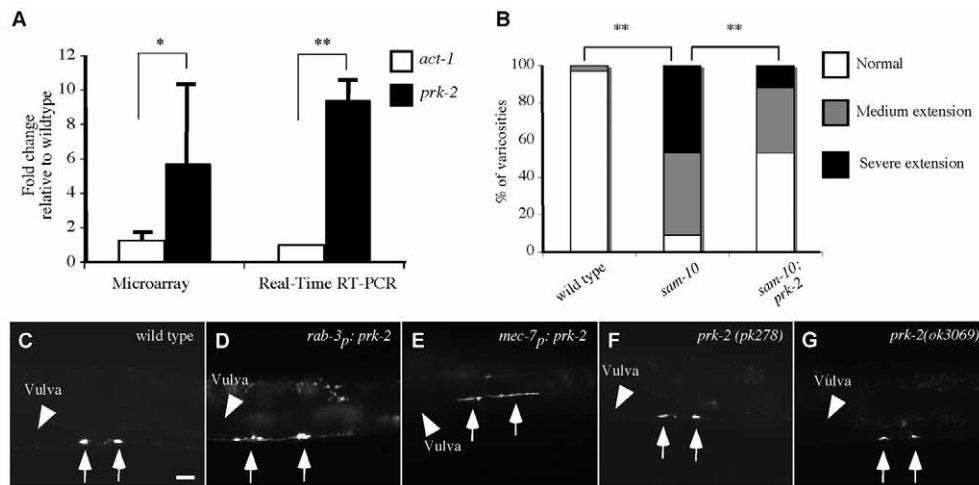 A
Fold change
relative to wildtype
12
10
8
6
4
2
0
*
**
act-1
prk-2
Microarray
Real-Time RT-PCR
B
% of varicosities
100
80
60
40
20
0
**
**
Normal
Medium extension
Severe extension
wild type
sam-10
sam-10;
prk-2
C
wild type
Vulva
D
rab-3p: prk-2
Vulva
E
mec-7p: prk-2
Vulva
F
prk-2 (pk278)
Vulva
G
prk-2(ok3069)
Vulva